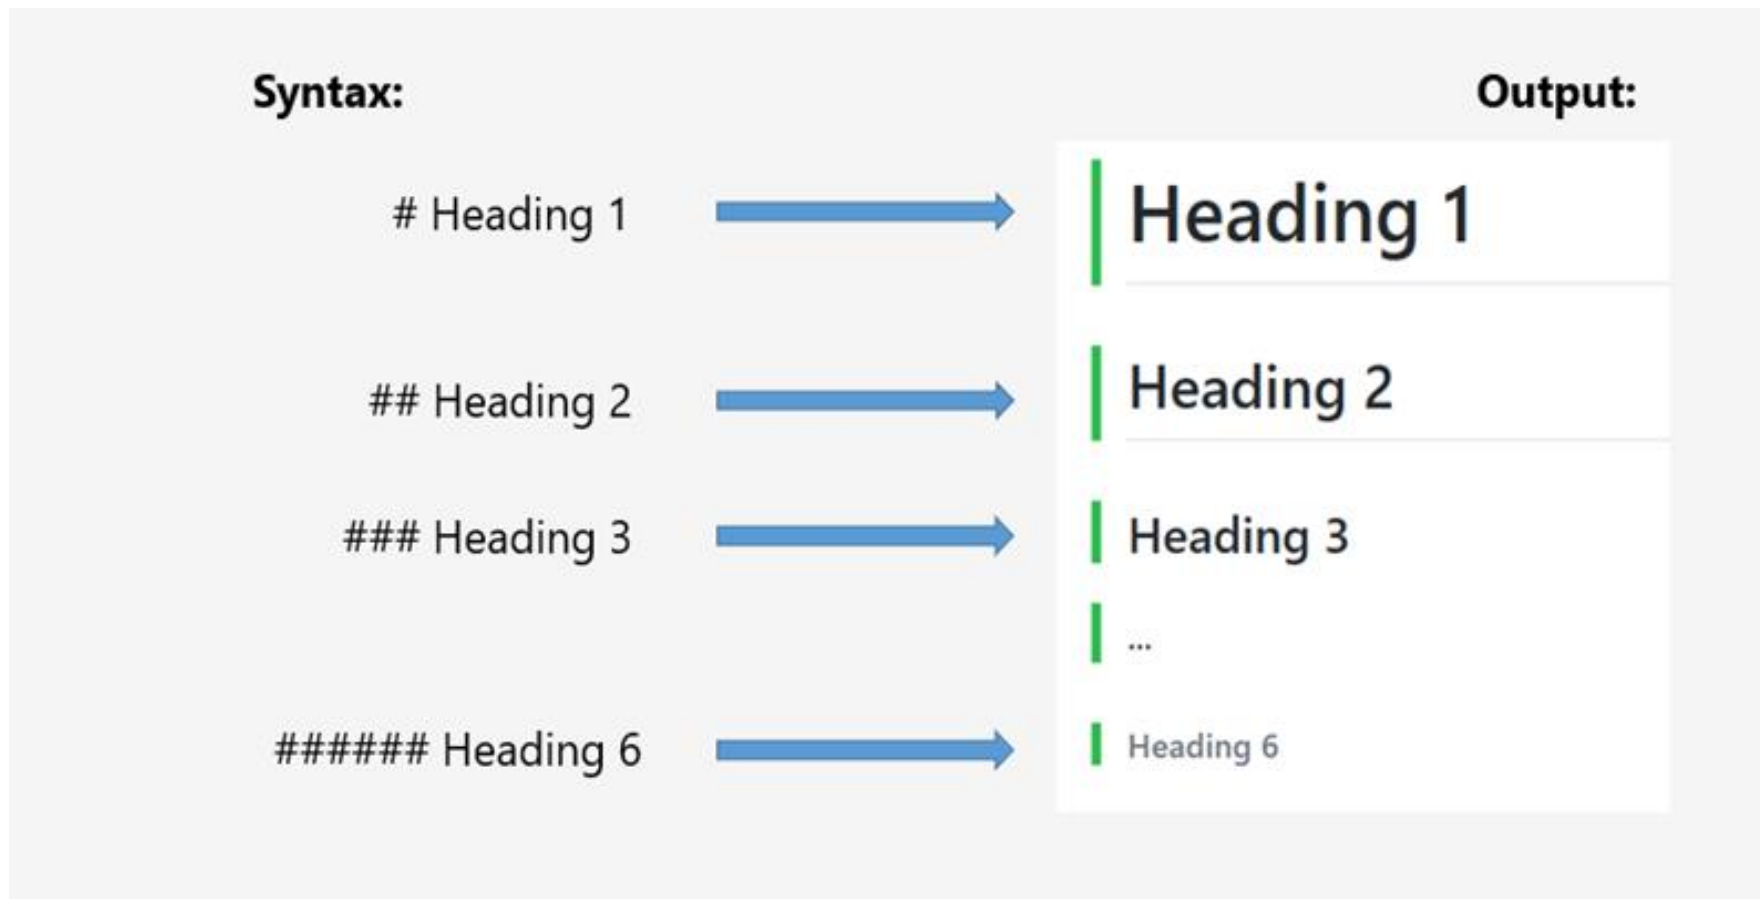 Syntax:
Output:
# Heading 1
Heading 1
## Heading 2
Heading 2
### Heading 3
Heading 3
...
###### Heading 6
Heading 6